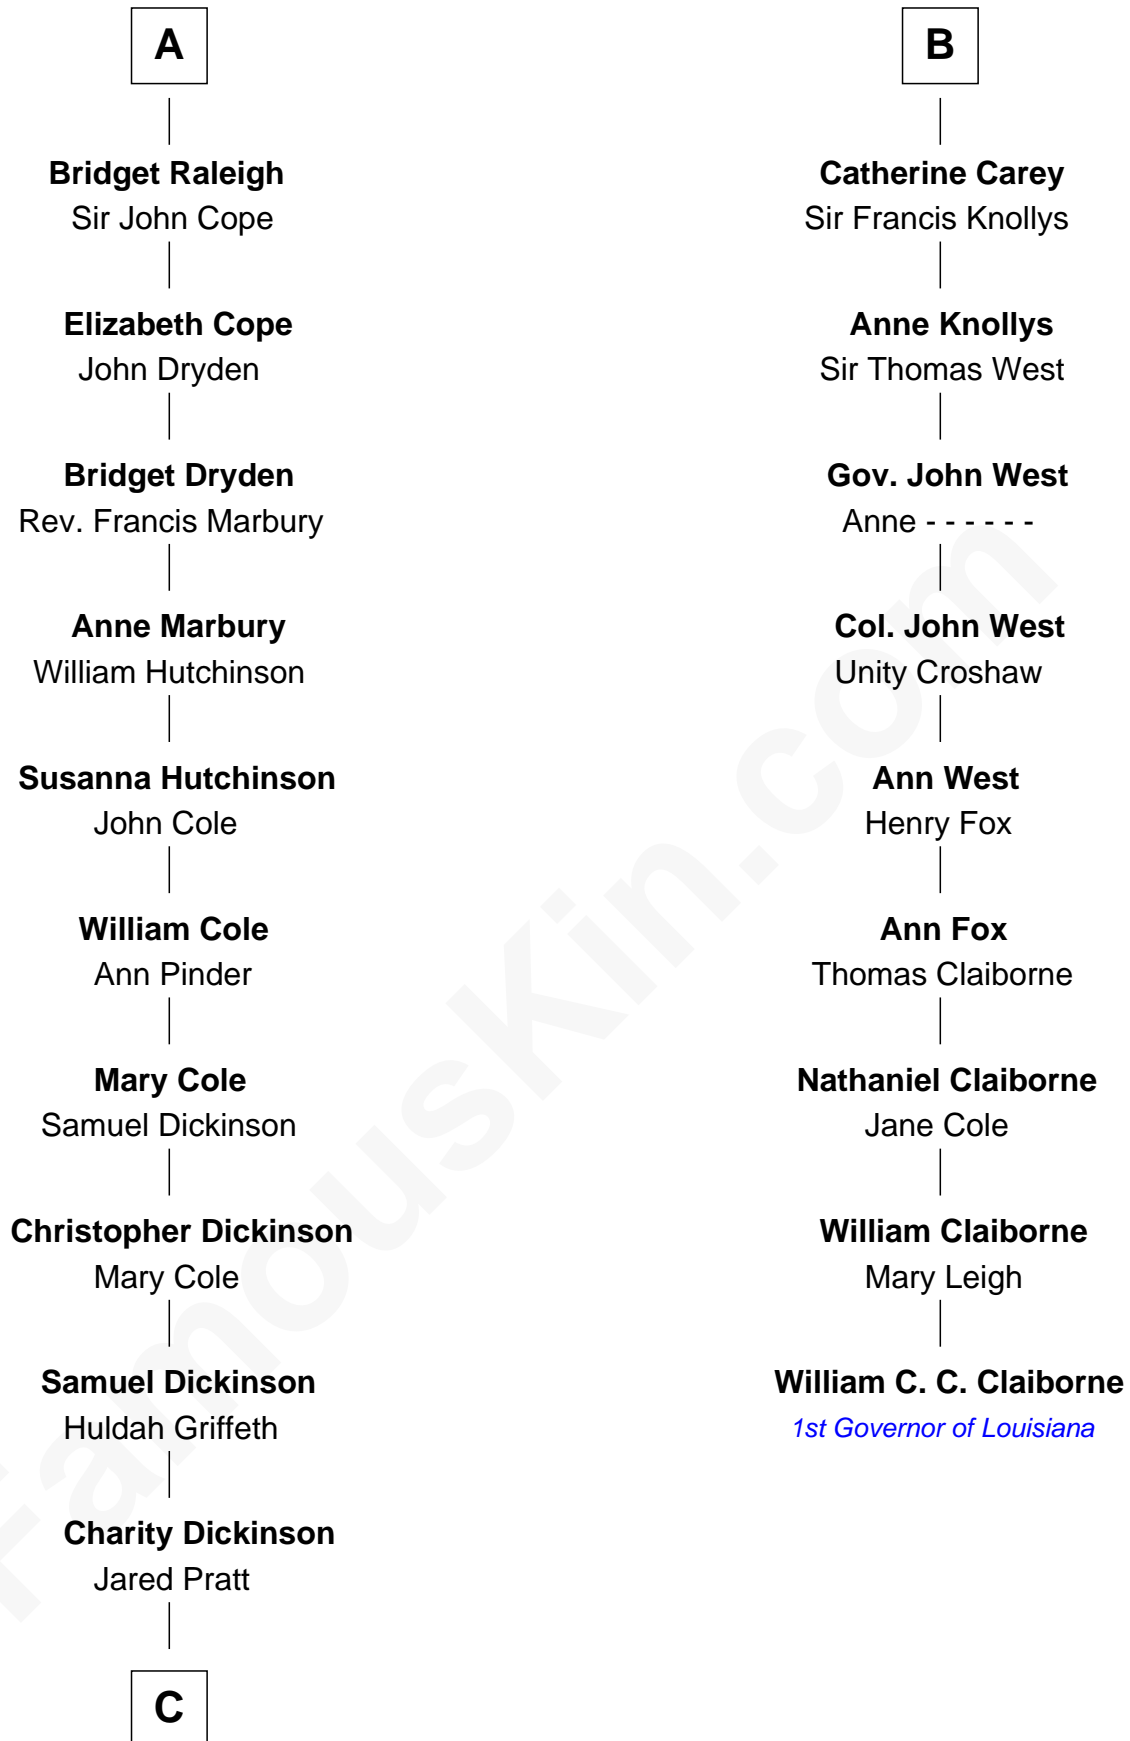 A
Bridget Raleigh
Sir John Cope
Elizabeth Cope
John Dryden
Bridget Dryden
Rev. Francis Marbury
Anne Marbury
William Hutchinson
Susanna Hutchinson
John Cole
William Cole
Ann Pinder
Mary Cole
Samuel Dickinson
Christopher Dickinson
Mary Cole
Samuel Dickinson
Huldah Griffeth
Charity Dickinson
Jared Pratt
C
B
Catherine Carey
Sir Francis Knollys
Anne Knollys
Sir Thomas West
Gov. John West
Anne - - - - - -
Col. John West
Unity Croshaw
Ann West
Henry Fox
Ann Fox
Thomas Claiborne
Nathaniel Claiborne
Jane Cole
William Claiborne
Mary Leigh
William C. C. Claiborne
1st Governor of Louisiana
FamousKin.com